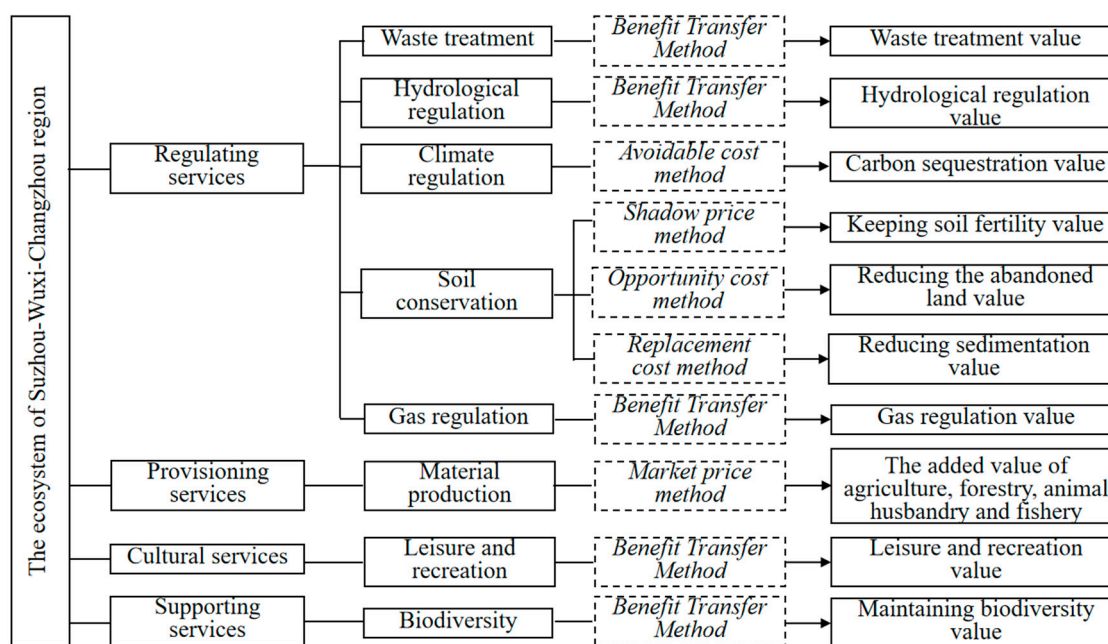 The ecosystem of Suzhou-Wuxi-Changzhou region
Regulating
services
Waste treatment
Benefit Transfer
Method
Waste treatment value
Hydrological
regulation
Benefit Transfer
Method
Hydrological regulation
value
Climate
regulation
Avoidable cost
method
Carbon sequestration value
Soil
conservation
Shadow price
method
Keeping soil fertility value
Opportunity cost
method
Reducing the abandoned
land value
Replacement
cost method
Reducing sedimentation
value
Gas regulation
Benefit Transfer
Method
Gas regulation value
Provisioning
services
Material
production
Market price
method
The added value of
agriculture, forestry, animal
husbandry and fishery
Cultural services
Leisure and
recreation
Benefit Transfer
Method
Leisure and recreation
value
Supporting
services
Biodiversity
Benefit Transfer
Method
Maintaining biodiversity
value